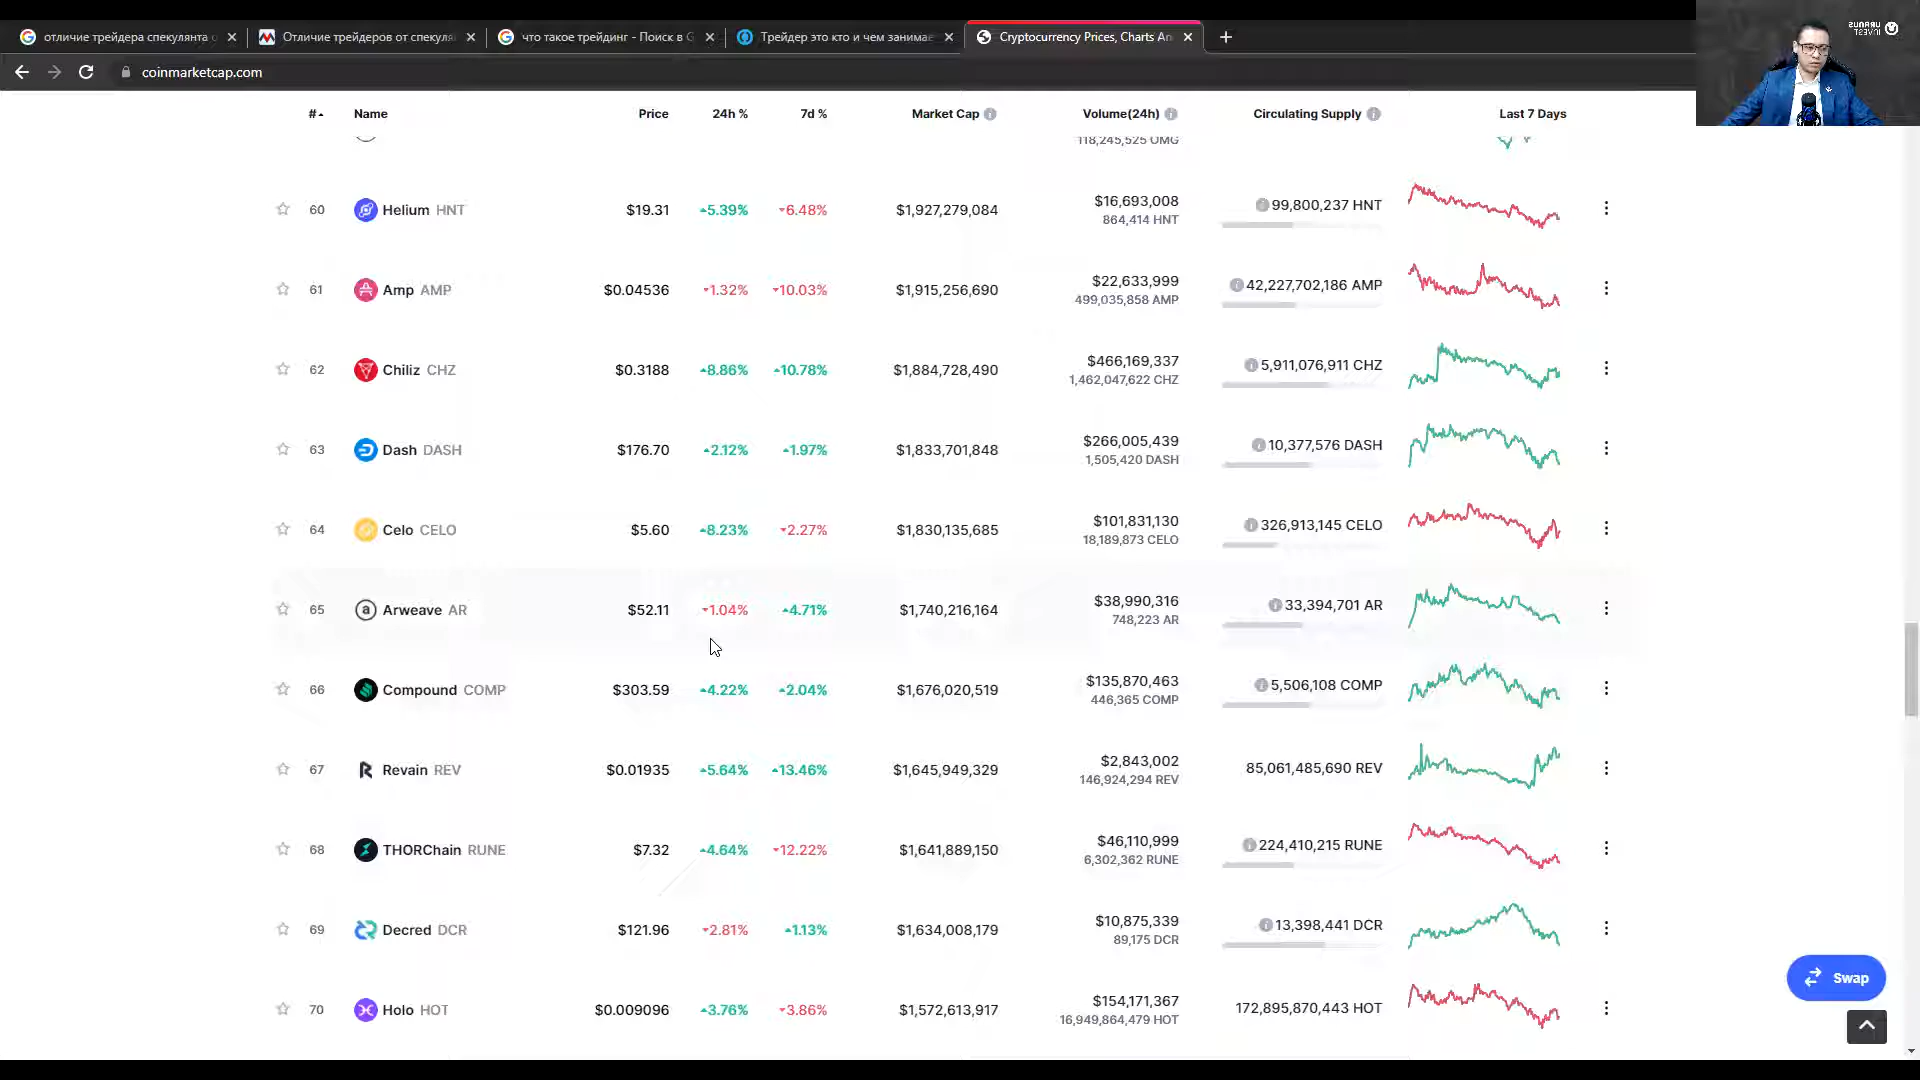 отличие трейдера спекулянта о
Отличие трейдеров от спекуля
что такое трейдинг - Поиск в G
Трейдер это кто и чем занимае
Cryptocurrency Prices, Charts An
coinmarketcap.com
URANUS
INVEST
# Name Price 24h % 7d % Market Cap Volume(24h) Circulating Supply Last 7 Days
118,245,525 OMG
60 Helium HNT $19.31 5.39% 6.48% $1,927,279,084 $16,693,008 99,800,237 HNT
864,414 HNT
61 Amp AMP $0.04536 1.32% 10.03% $1,915,256,690 $22,633,999 42,227,702,186 AMP
499,035,858 AMP
62 Chiliz CHZ $0.3188 8.86% 10.78% $1,884,728,490 $466,169,337 5,911,076,911 CHZ
1,462,047,622 CHZ
63 Dash DASH $176.70 2.12% 1.97% $1,833,701,848 $266,005,439 10,377,576 DASH
1,505,420 DASH
64 Celo CELO $5.60 8.23% 2.27% $1,830,135,685 $101,831,130 326,913,145 CELO
18,189,873 CELO
65 Arweave AR $52.11 1.04% 4.71% $1,740,216,164 $38,990,316 33,394,701 AR
748,223 AR
66 Compound COMP $303.59 4.22% 2.04% $1,676,020,519 $135,870,463 5,506,108 COMP
446,365 COMP
67 Revain REV $0.01935 5.64% 13.46% $1,645,949,329 $2,843,002 85,061,485,690 REV
146,924,294 REV
68 THORChain RUNE $7.32 4.64% 12.22% $1,641,889,150 $46,110,999 224,410,215 RUNE
6,302,362 RUNE
69 Decred DCR $121.96 2.81% 1.13% $1,634,008,179 $10,875,339 13,398,441 DCR
89,175 DCR
70 Holo HOT $0.009096 3.76% 3.86% $1,572,613,917 $154,171,367 172,895,870,443 HOT
16,949,864,479 HOT
Swap